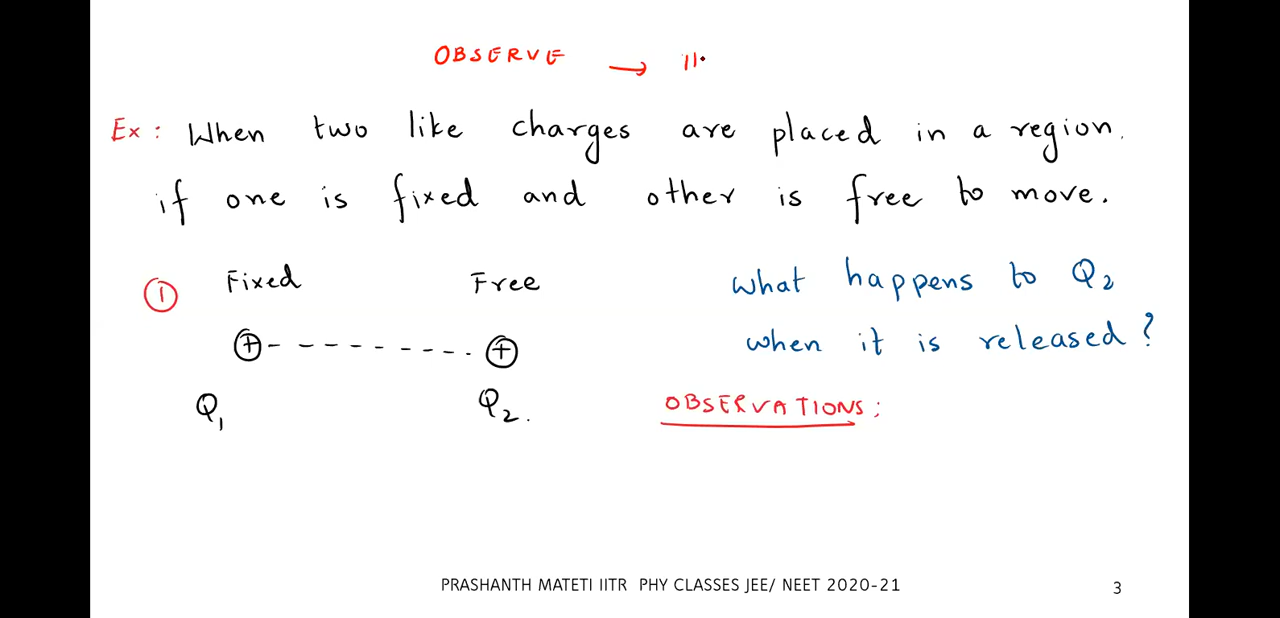 OBSERVE →
Ex: When two like charges are placed in a region.
if one is fixed and other is free to move.
① Fixed Free
What happens to Q2
when it is released?
+ - - - - - - - - - +
Q1 Q2.
OBSERVATIONS:
PRASHANTH MATETI IITR PHY CLASSES JEE/ NEET 2020-21 3